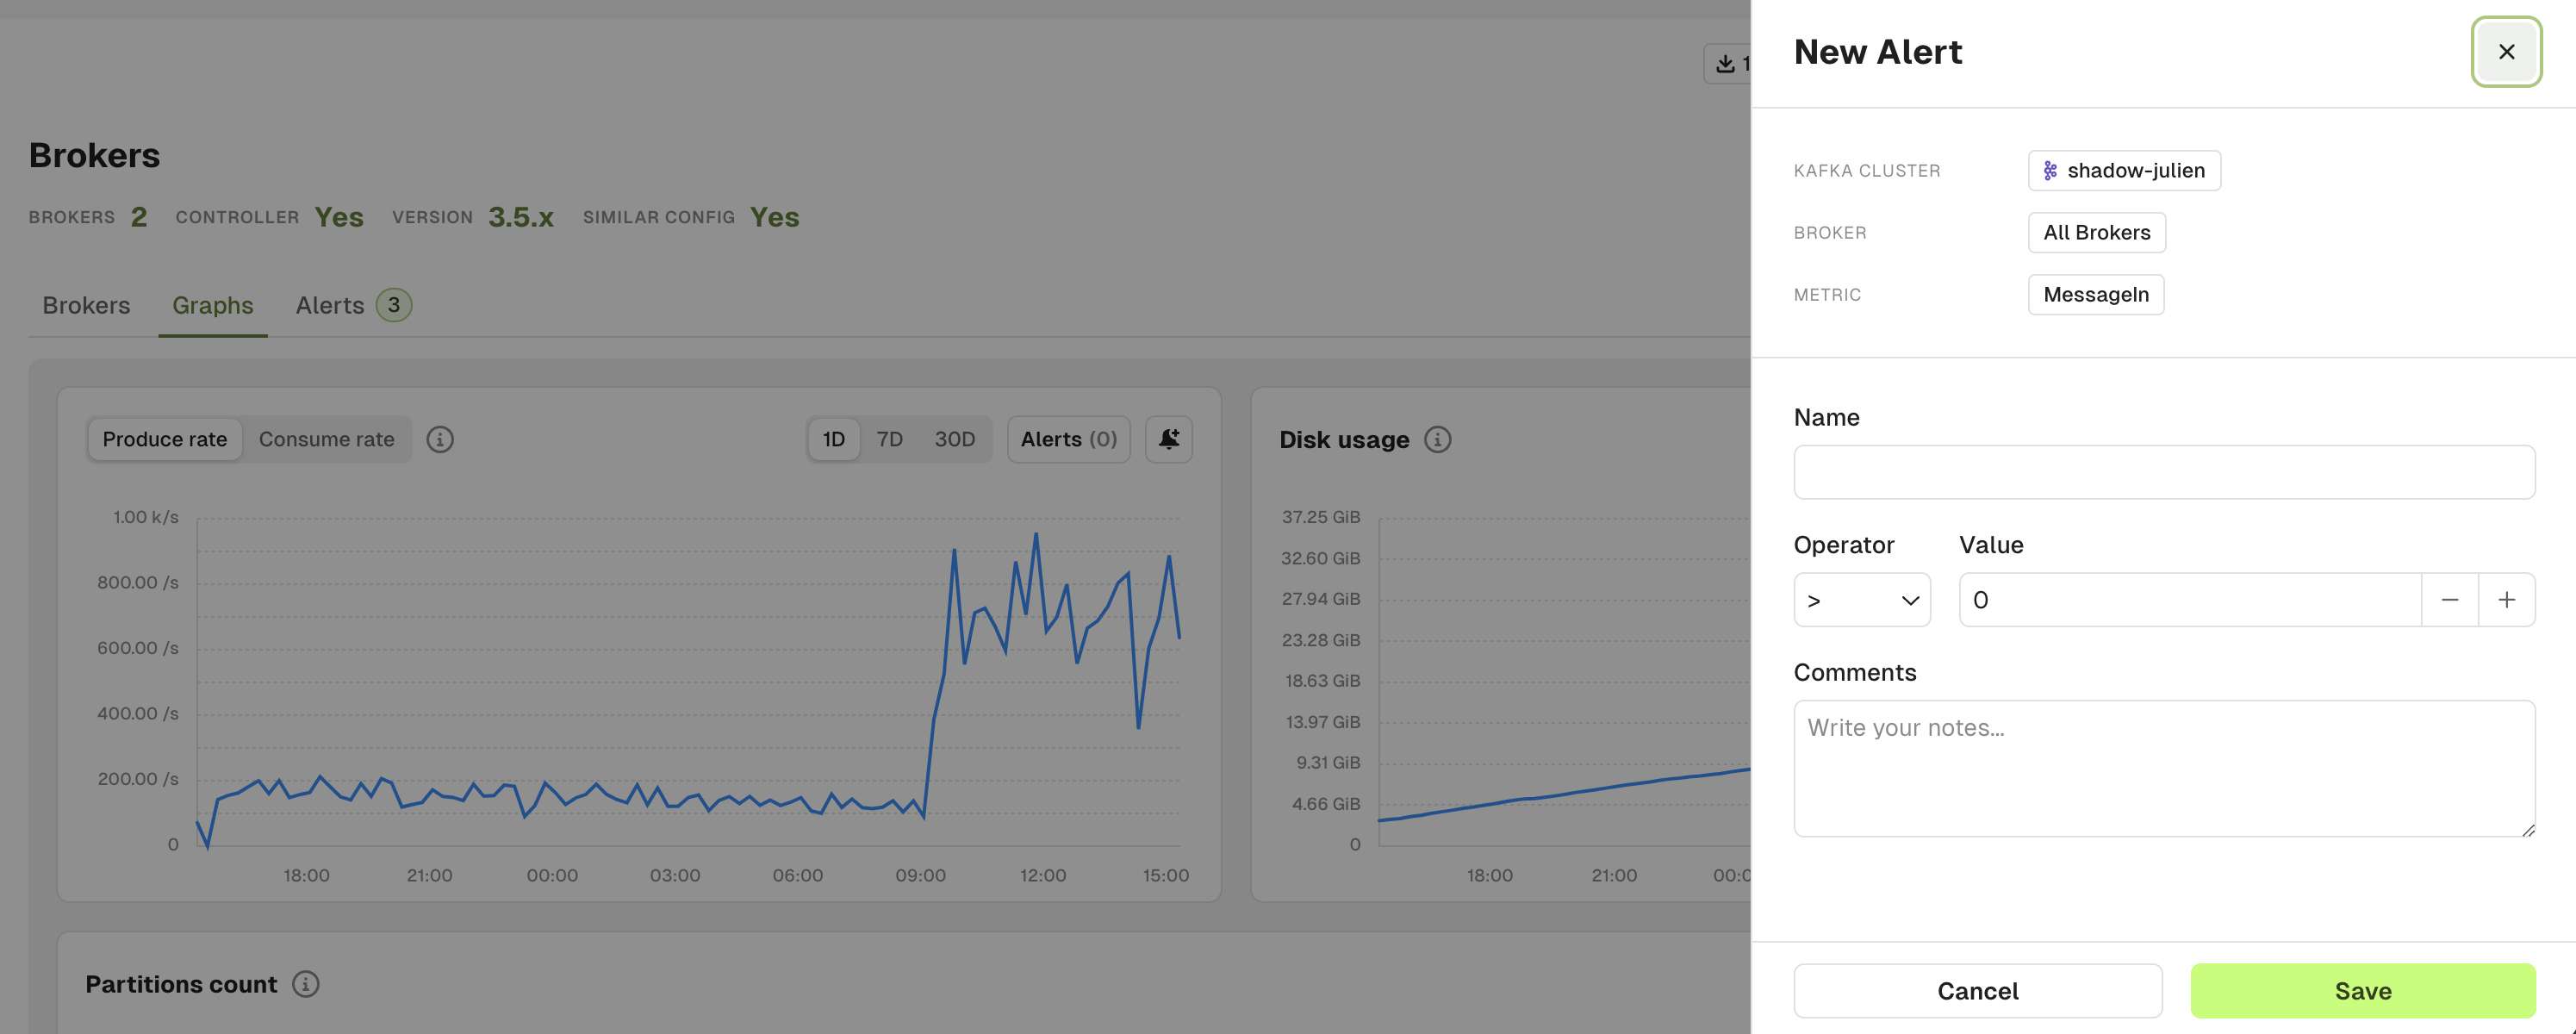 1
Brokers
BROKERS 2 CONTROLLER Yes VERSION 3.5.x SIMILAR CONFIG Yes
Brokers Graphs Alerts 3
Produce rate Consume rate 1D 7D 30D Alerts (0)
1.00 k/s
800.00 /s
600.00 /s
400.00 /s
200.00 /s
0
18:00 21:00 00:00 03:00 06:00 09:00 12:00 15:00
Disk usage
37.25 GiB
32.60 GiB
27.94 GiB
23.28 GiB
18.63 GiB
13.97 GiB
9.31 GiB
4.66 GiB
0
18:00 21:00
Partitions count
New Alert
KAFKA CLUSTER shadow-julien
BROKER All Brokers
METRIC MessageIn
Name
Operator Value
> 0
Comments
Write your notes...
Cancel Save